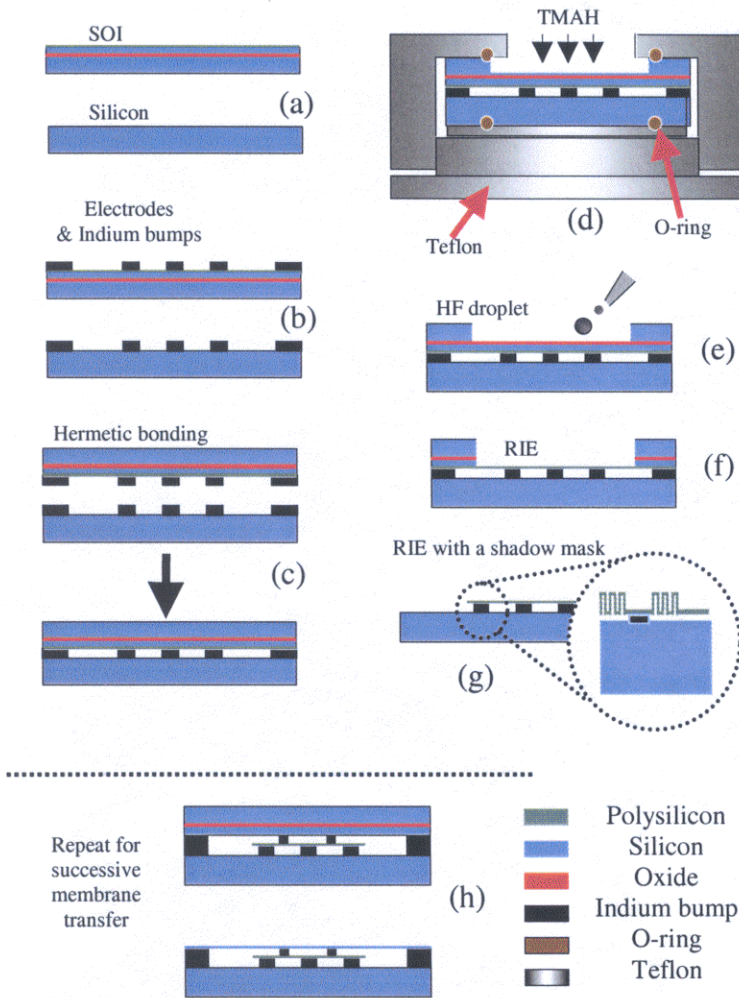 SOI
(a)
Silicon
Electrodes
& Indium bumps
(b)
Hermetic bonding
(c)
TMAH
(d)
Teflon
O-ring
HF droplet
(e)
RIE
(f)
RIE with a shadow mask
(g)
Repeat for
successive
membrane
transfer
(h)
Polysilicon
Silicon
Oxide
Indium bump
O-ring
Teflon